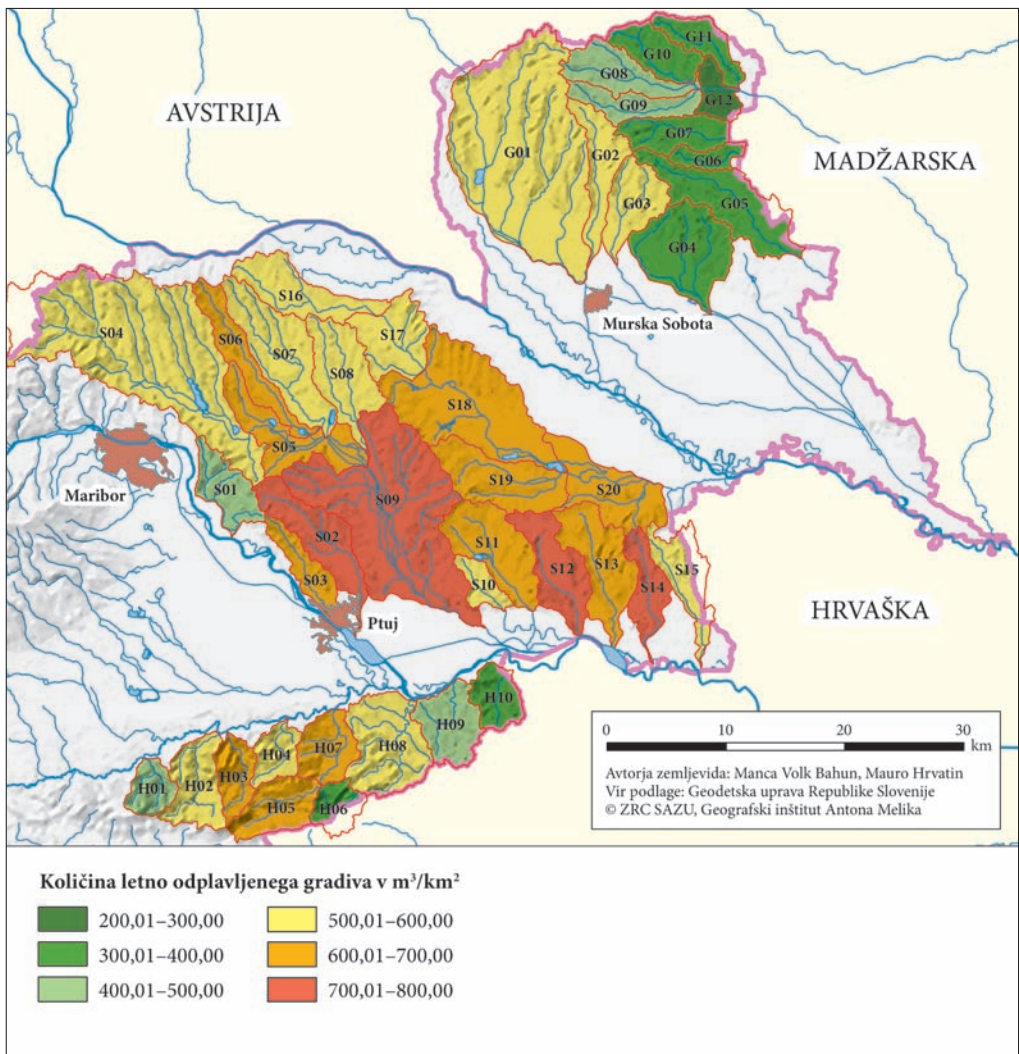 AVSTRIJA
MADŽARSKA
HRVAŠKA
G11
G10
G08
G12
G09
G07
G01
G02
G06
G03
G05
G04
Murska Sobota
S16
S04
S06
S17
S07
S08
S18
S05
Maribor
S01
S09
S19
S20
S02
S11
S12
S13
S14
S15
S03
S10
Ptuj
H10
H09
H07
H04
H08
H03
H02
H01
H05
H06
0 10 20 30
km
Avtorja zemljevida: Manca Volk Bahun, Mauro Hrvatin
Vir podlage: Geodetska uprava Republike Slovenije
© ZRC SAZU, Geografski inštitut Antona Melika
Količina letno odplavljenega gradiva v m³/km²
200,01–300,00
300,01–400,00
400,01–500,00
500,01–600,00
600,01–700,00
700,01–800,00